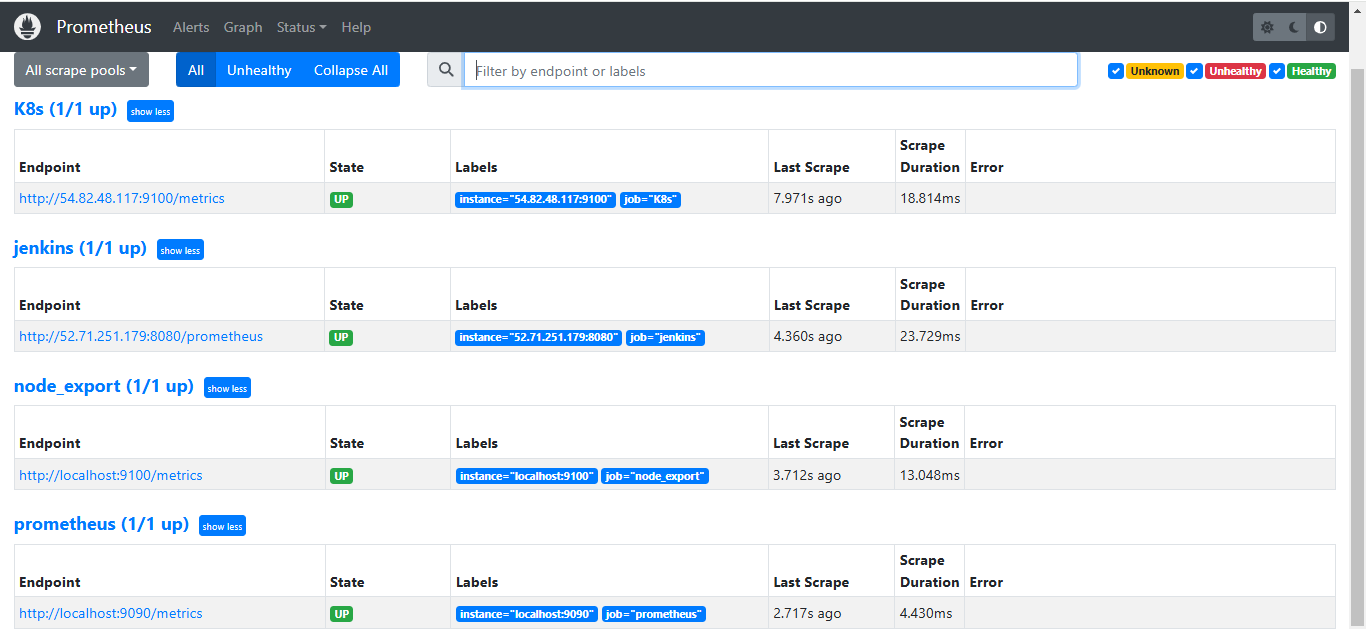 Prometheus Alerts Graph Status Help
All scrape pools All Unhealthy Collapse All Filter by endpoint or labels Unknown Unhealthy Healthy
K8s (1/1 up) show less
Endpoint State Labels Last Scrape Scrape Duration Error
http://54.82.48.117:9100/metrics UP instance="54.82.48.117:9100" job="K8s" 7.971s ago 18.814ms
jenkins (1/1 up) show less
Endpoint State Labels Last Scrape Scrape Duration Error
http://52.71.251.179:8080/prometheus UP instance="52.71.251.179:8080" job="jenkins" 4.360s ago 23.729ms
node_export (1/1 up) show less
Endpoint State Labels Last Scrape Scrape Duration Error
http://localhost:9100/metrics UP instance="localhost:9100" job="node_export" 3.712s ago 13.048ms
prometheus (1/1 up) show less
Endpoint State Labels Last Scrape Scrape Duration Error
http://localhost:9090/metrics UP instance="localhost:9090" job="prometheus" 2.717s ago 4.430ms